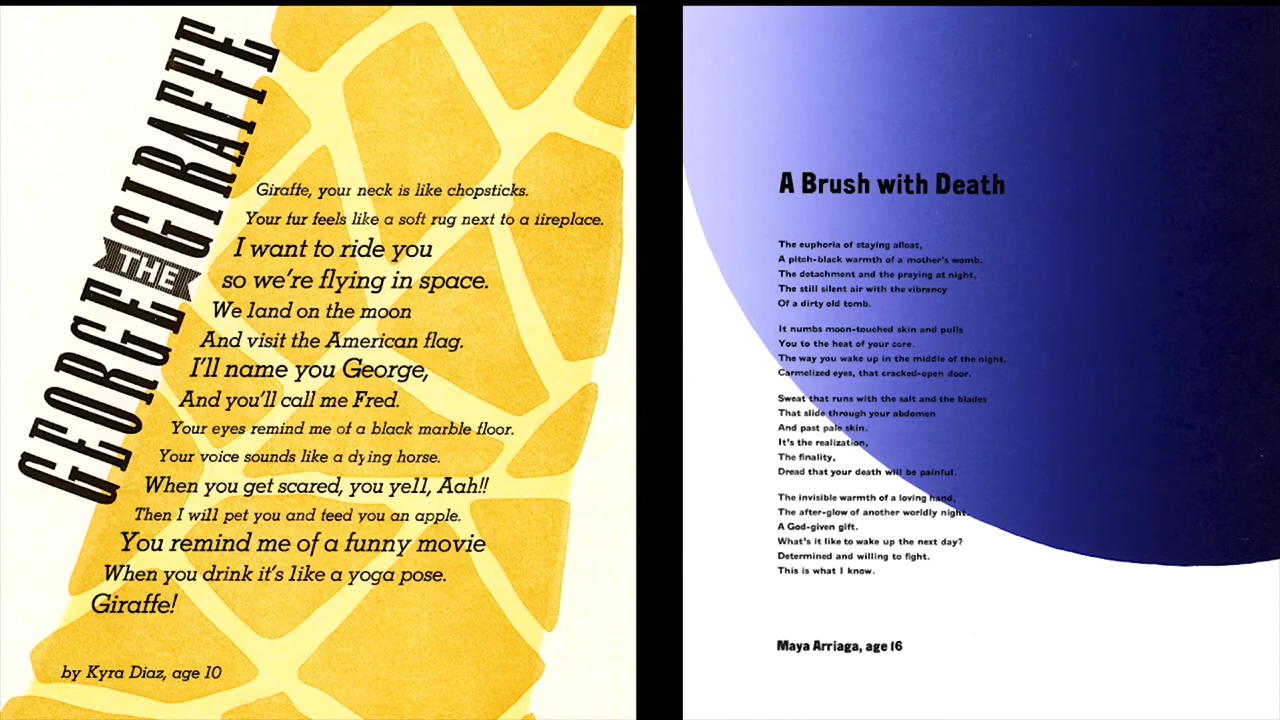 GEORGE THE GIRAFFE
Giraffe, your neck is like chopsticks.
Your fur feels like a soft rug next to a fireplace.
I want to ride you
so we're flying in space.
We land on the moon
And visit the American flag.
I'll name you George,
And you'll call me Fred.
Your eyes remind me of a black marble floor.
Your voice sounds like a dying horse.
When you get scared, you yell, Aah!!
Then I will pet you and feed you an apple.
You remind me of a funny movie
When you drink it's like a yoga pose.
Giraffe!
by Kyra Diaz, age 10
A Brush with Death
The euphoria of staying afloat,
A pitch-black warmth of a mother's womb.
The detachment and the praying at night,
The still silent air with the vibrancy
Of a dirty old tomb.
It numbs moon-touched skin and pulls
You to the heat of your core.
The way you wake up in the middle of the night,
Carmelized eyes, that cracked-open door.
Sweat that runs with the salt and the blades
That slide through your abdomen
And past pale skin.
It's the realization,
The finality,
Dread that your death will be painful.
The invisible warmth of a loving hand,
The after-glow of another worldly night.
A God-given gift.
What's it like to wake up the next day?
Determined and willing to fight.
This is what I know.
Maya Arriaga, age 16